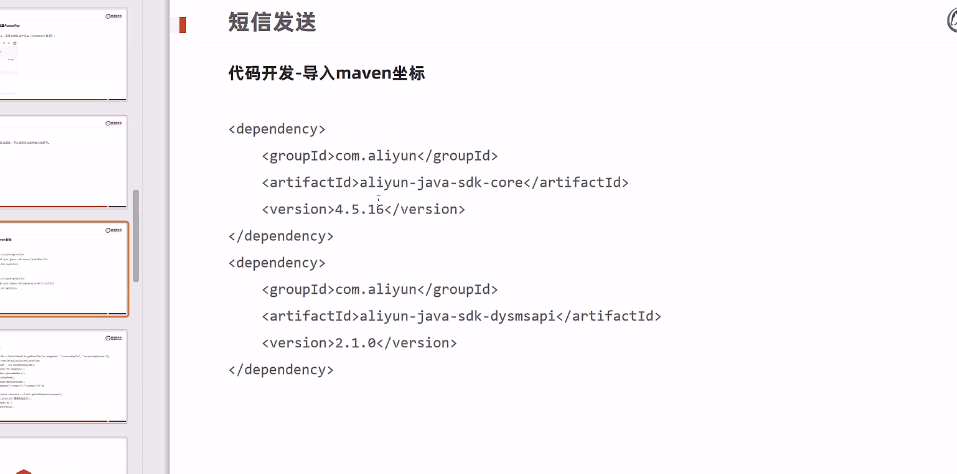 短信发送
代码开发-导入maven坐标
<dependency>
<groupId>com.aliyun</groupId>
<artifactId>aliyun-java-sdk-core</artifactId>
<version>4.5.16</version>
</dependency>
<dependency>
<groupId>com.aliyun</groupId>
<artifactId>aliyun-java-sdk-dysmsapi</artifactId>
<version>2.1.0</version>
</dependency>